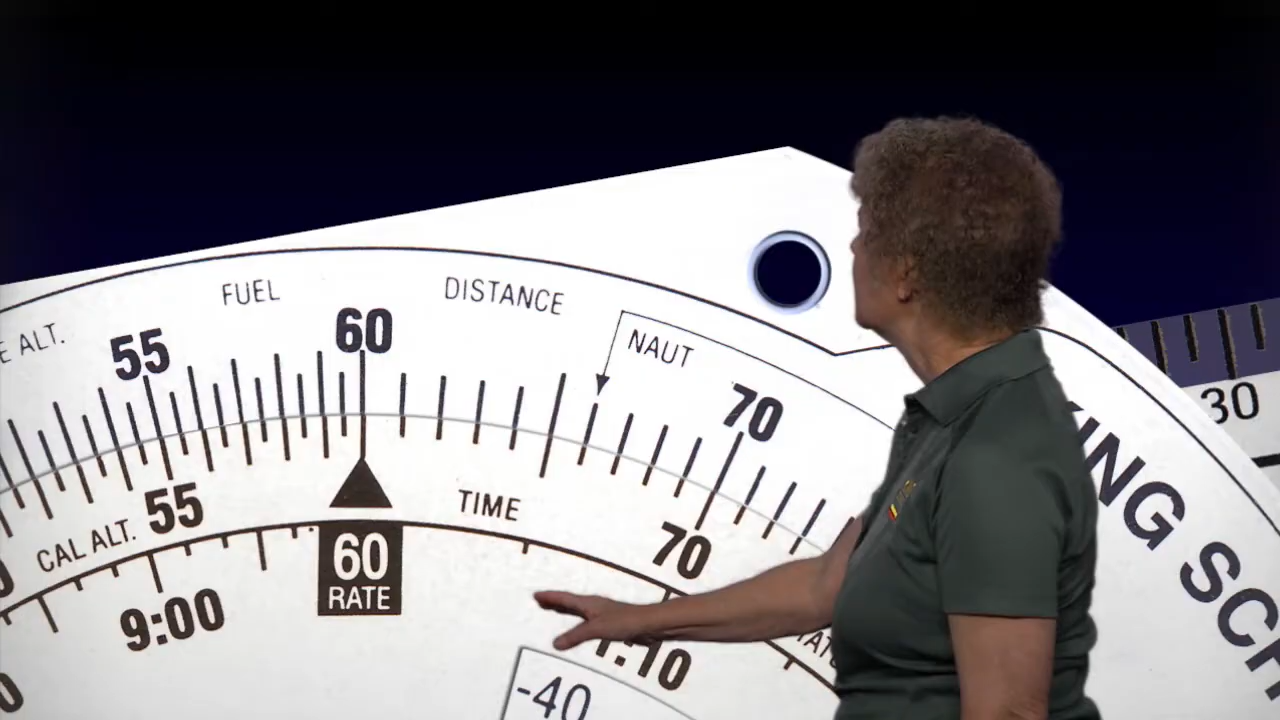 FUEL
DISTANCE
E ALT.
55
60
NAUT
70
30
CAL ALT.
55
TIME
70
60
RATE
9:00
1:10
-40
ING SCH